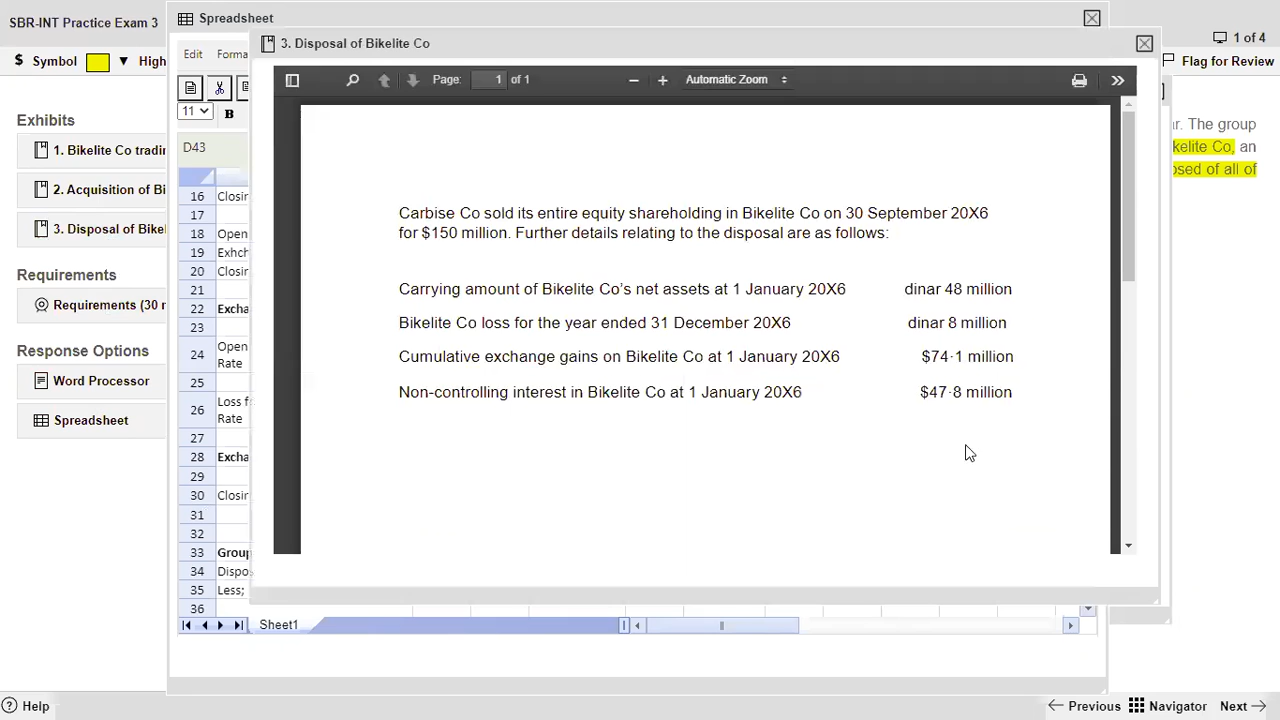 SBR-INT Practice Exam 3
Spreadsheet
1 of 4
Symbol
High
Edit
Forma
Flag for Review
3. Disposal of Bikelite Co
Page: 1 of 1
Automatic Zoom
11
B
D43
Exhibits
1. Bikelite Co tradin
2. Acquisition of Bi
3. Disposal of Bikel
Requirements
Requirements (30 m
Response Options
Word Processor
Spreadsheet
ar. The group
kelite Co, an
osed of all of
Carbise Co sold its entire equity shareholding in Bikelite Co on 30 September 20X6
for $150 million. Further details relating to the disposal are as follows:
Carrying amount of Bikelite Co's net assets at 1 January 20X6 dinar 48 million
Bikelite Co loss for the year ended 31 December 20X6 dinar 8 million
Cumulative exchange gains on Bikelite Co at 1 January 20X6 $74·1 million
Non-controlling interest in Bikelite Co at 1 January 20X6 $47·8 million
16 Closin
17
18 Open
19 Exhch
20 Closin
21
22 Excha
23
24 Open
Rate
25
26 Loss f
Rate
27
28 Excha
29
30 Closin
31
32
33 Group
34 Dispo
35 Less;
36
Sheet1
Help
Previous
Navigator
Next